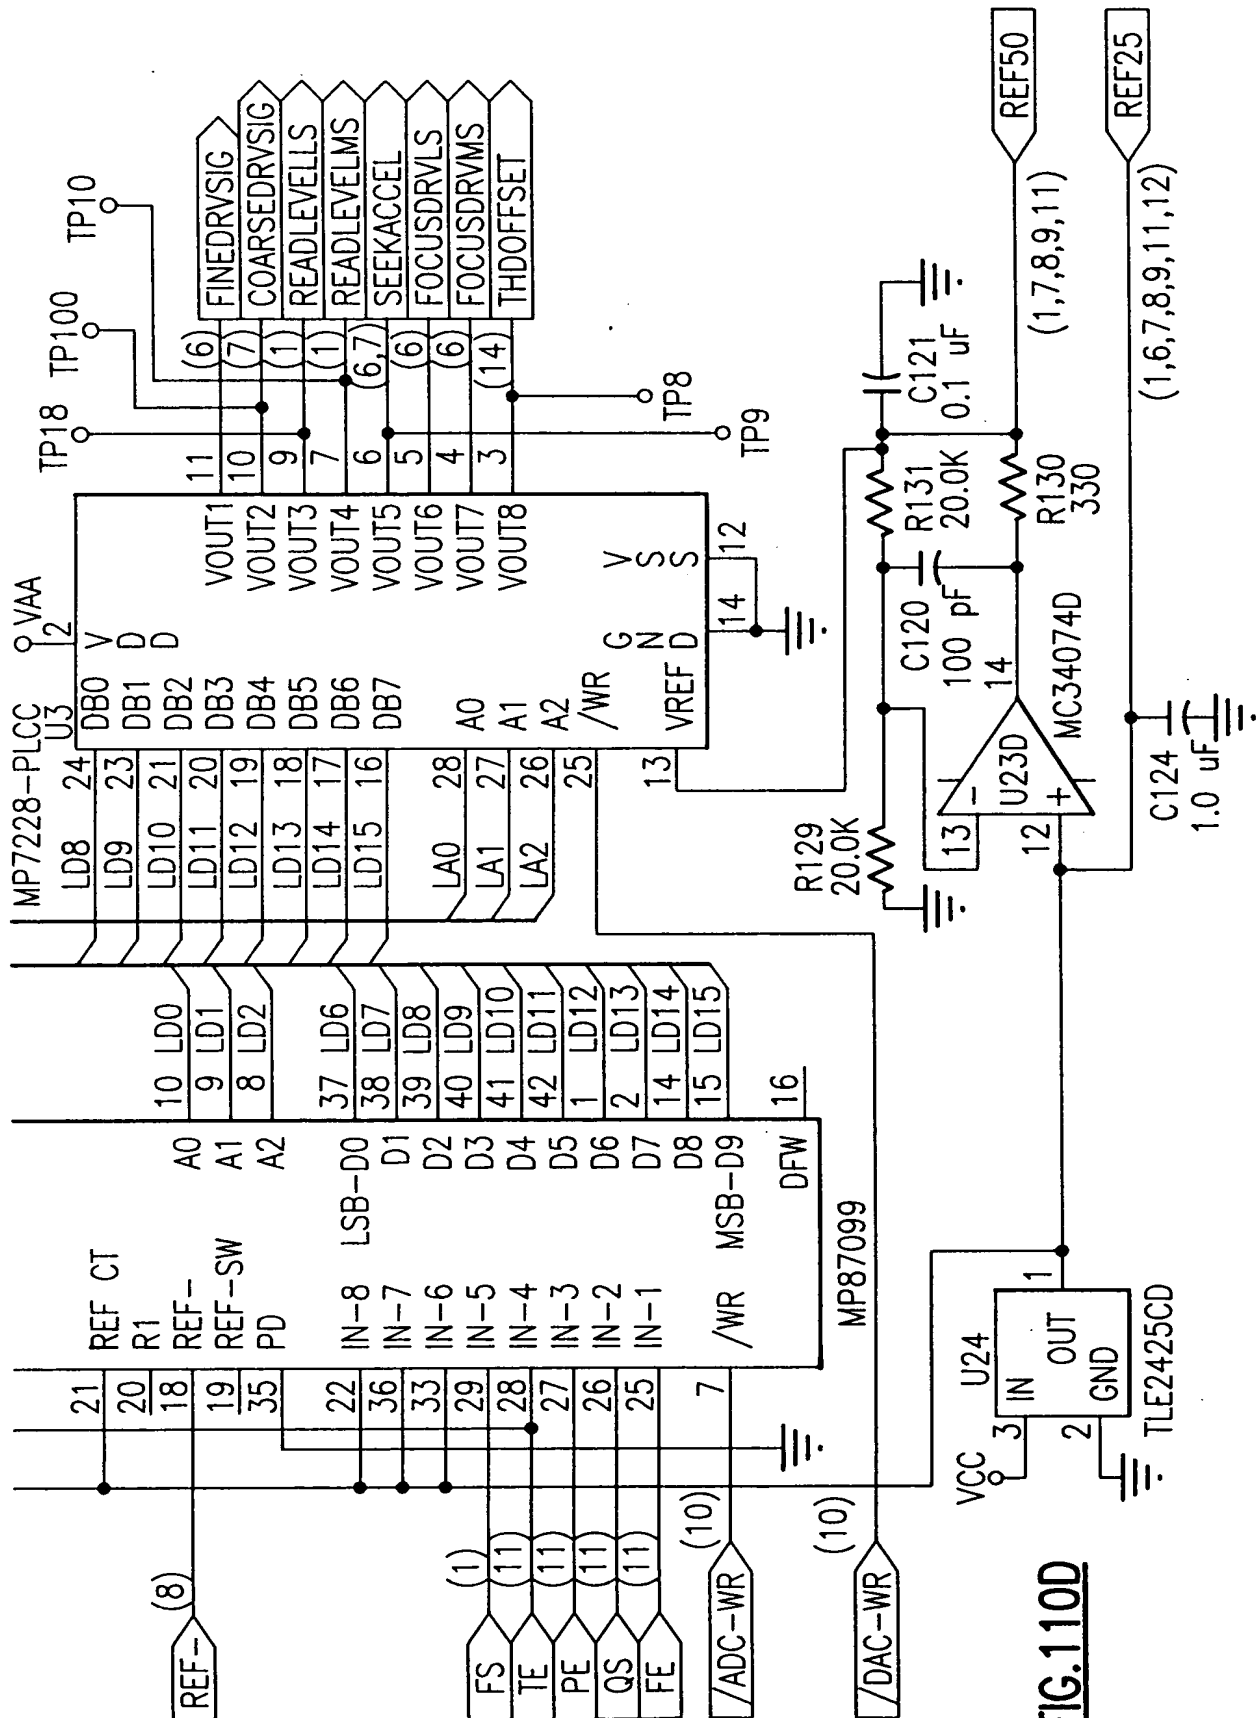 MP7228-PLCC
U3
VAA
2
VDD
LD8 24 DB0
LD9 23 DB1
LD10 21 DB2
LD11 20 DB3
LD12 19 DB4
LD13 18 DB5
LD14 17 DB6
LD15 16 DB7
LA0 28 A0
LA1 27 A1
LA2 26 A2
25 /WR
13 VREF
GND 14
VSS 12
VOUT1 11 (6) FINEDRVSIG
VOUT2 10 (7) COARSEDRVSIG
VOUT3 9 (1) READLEVELLS
VOUT4 7 (1) READLEVELMS
VOUT5 6 (6,7) SEEKACCEL
VOUT6 5 (6) FOCUSDRVLS
VOUT7 4 (6) FOCUSDRVMS
VOUT8 3 (14) THDOFFSET
TP18
TP100
TP10
TP8
TP9
21 REF CT
20 R1
REF- (8) 18 REF-
19 REF-SW
35 PD
22 IN-8
36 IN-7
33 IN-6
FS (1) 29 IN-5
TE (11) 28 IN-4
PE (11) 27 IN-3
QS (11) 26 IN-2
FE (11) 25 IN-1
/ADC-WR (10) 7 /WR
/DAC-WR (10)
A0 10 LD0
A1 9 LD1
A2 8 LD2
LSB-D0 37 LD6
D1 38 LD7
D2 39 LD8
D3 40 LD9
D4 41 LD10
D5 42 LD11
D6 1 LD12
D7 2 LD13
D8 14 LD14
MSB-D9 15 LD15
DFW 16
MP87099
R129
20.0K
C120
100 pF
R131
20.0K
C121
0.1 uF
R130
330
13 -
12 +
U23D
14
MC34074D
REF50
(1,7,8,9,11)
REF25
(1,6,7,8,9,11,12)
C124
1.0 uF
VCC
3 IN
U24
OUT 1
2 GND
TLE2425CD
FIG.110D